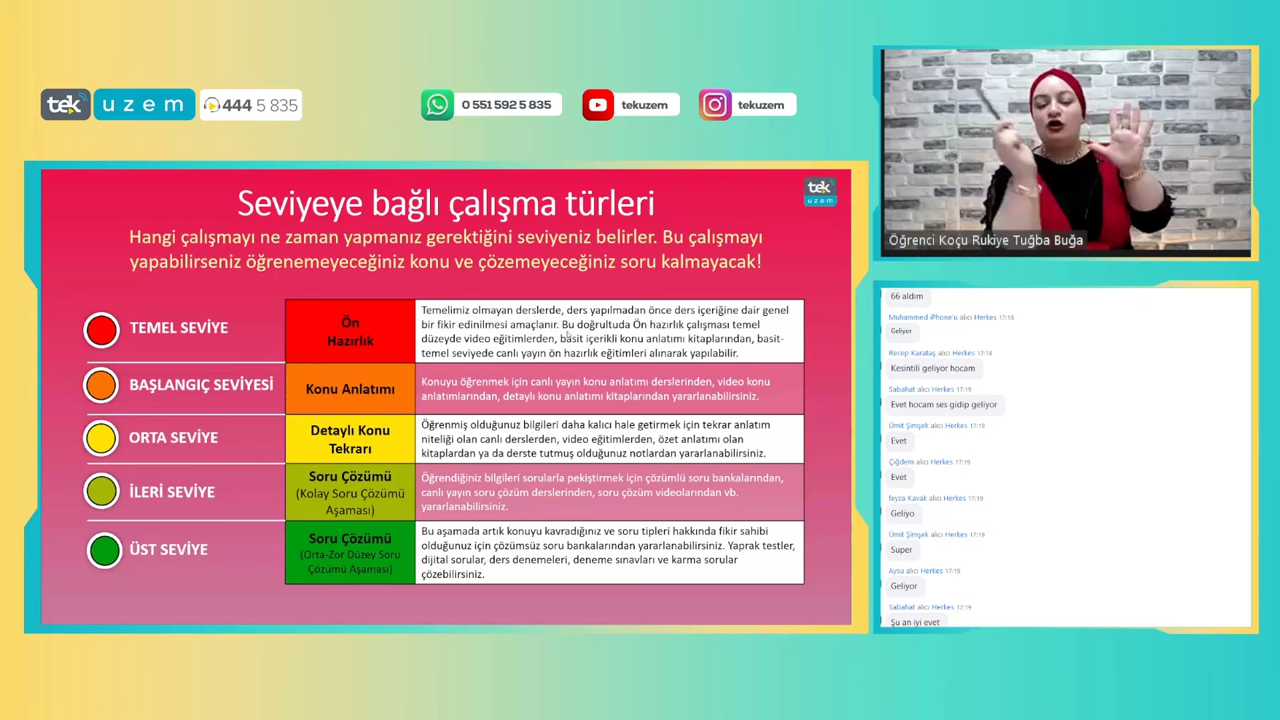 tek uzem 444 5 835
0 551 592 5 835
tekuzem
tekuzem
tek
uzem
Seviyeye bağlı çalışma türleri
Hangi çalışmayı ne zaman yapmanız gerektiğini seviyeniz belirler. Bu çalışmayı
yapabilirseniz öğrenemeyeceğiniz konu ve çözemeyeceğiniz soru kalmayacak!
TEMEL SEVİYE
Ön
Hazırlık
Temelimiz olmayan derslerde, ders yapılmadan önce ders içeriğine dair genel
bir fikir edinilmesi amaçlanır. Bu doğrultuda Ön hazırlık çalışması temel
düzeyde video eğitimlerden, basit içerikli konu anlatımı kitaplarından, basit-
temel seviyede canlı yayın ön hazırlık eğitimleri alınarak yapılabilir.
BAŞLANGIÇ SEVİYESİ
Konu Anlatımı
Konuyu öğrenmek için canlı yayın konu anlatımı derslerinden, video konu
anlatımlarından, detaylı konu anlatımı kitaplarından yararlanabilirsiniz.
ORTA SEVİYE
Detaylı Konu
Tekrarı
Öğrenmiş olduğunuz bilgileri daha kalıcı hale getirmek için tekrar anlatım
niteliği olan canlı derslerden, video eğitimlerden, özet anlatımı olan
kitaplardan ya da derste tutmuş olduğunuz notlardan yararlanabilirsiniz.
İLERİ SEVİYE
Soru Çözümü
(Kolay Soru Çözümü
Aşaması)
Öğrendiğiniz bilgileri sorularla pekiştirmek için çözümlü soru bankalarından,
canlı yayın soru çözüm derslerinden, soru çözüm videolarından vb.
yararlanabilirsiniz.
ÜST SEVİYE
Soru Çözümü
(Orta-Zor Düzey Soru
Çözümü Aşaması)
Bu aşamada artık konuyu kavradığınız ve soru tipleri hakkında fikir sahibi
olduğunuz için çözümsüz soru bankalarından yararlanabilirsiniz. Yaprak testler,
dijital sorular, ders denemeleri, deneme sınavları ve karma sorular
çözebilirsiniz.
Öğrenci Koçu Rukiye Tuğba Buğa
66 aldım
Muhammed iPhone'u alıcı Herkes 17:18
Geliyor
Recep Karataş alıcı Herkes 17:18
Kesintili geliyor hocam
Sabahat alıcı Herkes 17:19
Evet hocam ses gidip geliyor
Ümit Şimşek alıcı Herkes 17:19
Evet
Çiğdem alıcı Herkes 17:19
Evet
feyza Kavak alıcı Herkes 17:19
Geliyo
Ümit Şimşek alıcı Herkes 17:19
Super
Aysu alıcı Herkes 17:19
Geliyor
Sabahat alıcı Herkes 17:19
Şu an iyi evet